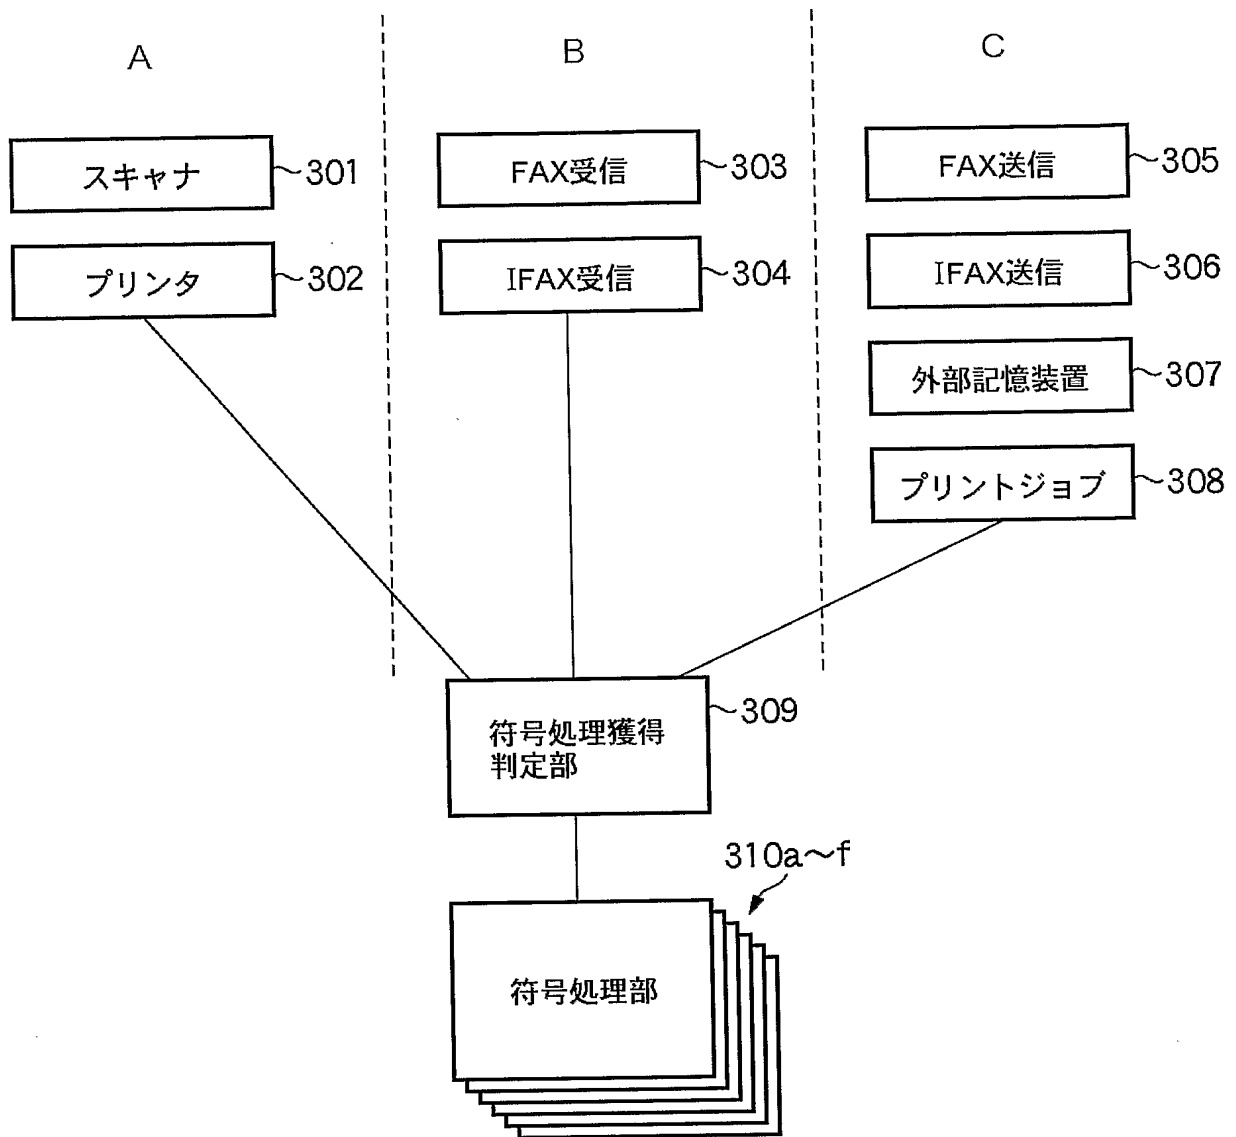 A
B
C
スキャナ 301
FAX受信 303
FAX送信 305
プリンタ 302
IFAX受信 304
IFAX送信 306
外部記憶装置 307
プリントジョブ 308
符号処理獲得
判定部
309
310a～f
符号処理部